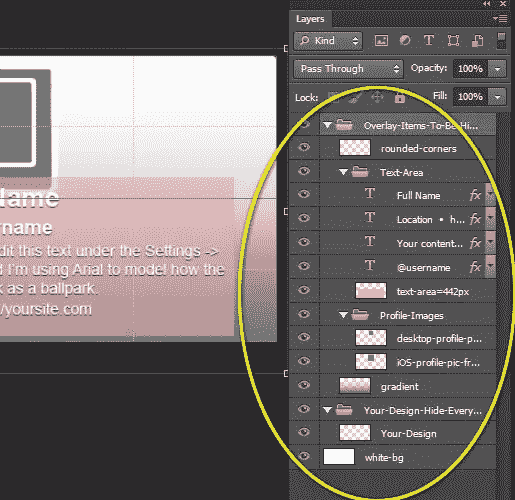 Name
rname
dit this text under the Settings ->
d I'm using Arial to model how the
k as a ballpark.
//yoursite.com
Layers
Kind
T
Pass Through
Opacity: 100%
Lock:
Fill: 100%
Overlay-Items-To-Be-Hi...
rounded-corners
Text-Area
T Full Name fx
T Location • h... fx
T Your content... fx
T @username fx
text-area=442px
Profile-Images
desktop-profile-p...
iOS-profile-pic-fr...
gradient
Your-Design-Hide-Every...
Your-Design
white-bg